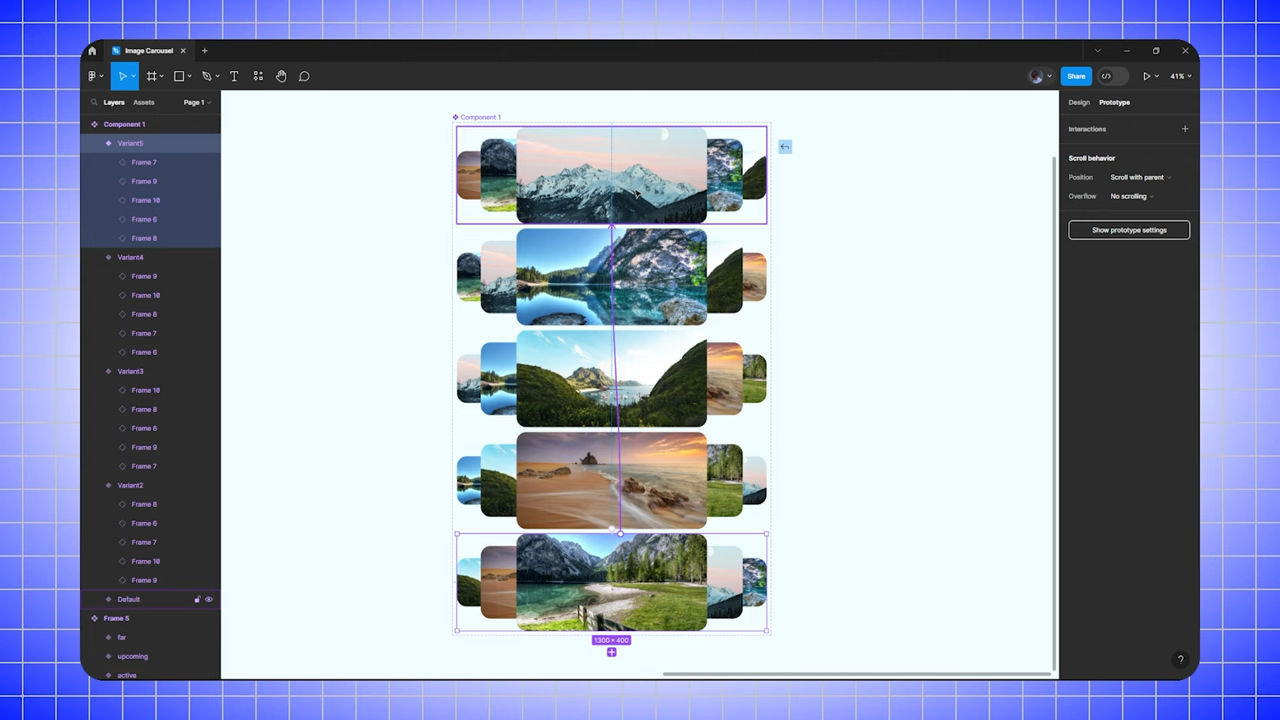 Image Carousel
Share
41%
Layers
Assets
Page 1
Design
Prototype
Component 1
Variant5
Frame 7
Frame 9
Frame 10
Frame 6
Frame 8
Variant4
Frame 9
Frame 10
Frame 8
Frame 7
Frame 6
Variant3
Frame 10
Frame 8
Frame 6
Frame 9
Frame 7
Variant2
Frame 8
Frame 6
Frame 7
Frame 10
Frame 9
Default
Frame 5
far
upcoming
active
Component 1
1300 × 400
Interactions
Scroll behavior
Position Scroll with parent
Overflow No scrolling
Show prototype settings
?